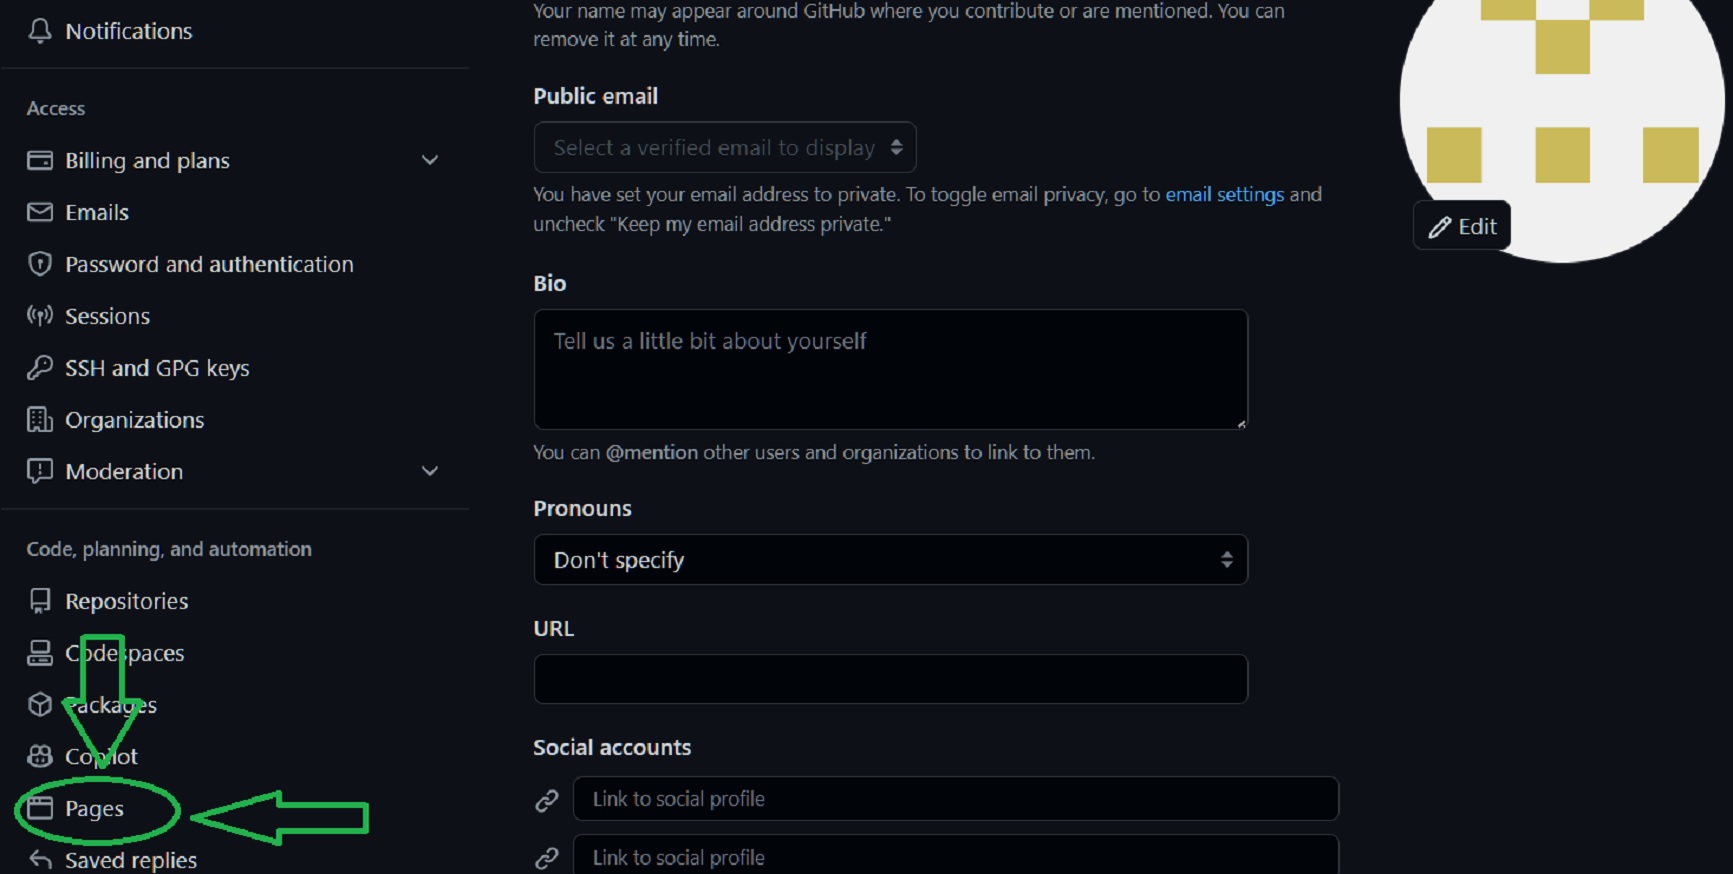 Notifications
Access
Billing and plans
Emails
Password and authentication
Sessions
SSH and GPG keys
Organizations
Moderation
Code, planning, and automation
Repositories
Codespaces
Packages
Copilot
Pages
Saved replies
Your name may appear around GitHub where you contribute or are mentioned. You can
remove it at any time.
Public email
Select a verified email to display
You have set your email address to private. To toggle email privacy, go to email settings and
uncheck "Keep my email address private."
Bio
Tell us a little bit about yourself
You can @mention other users and organizations to link to them.
Pronouns
Don't specify
URL
Social accounts
Link to social profile
Link to social profile
Edit